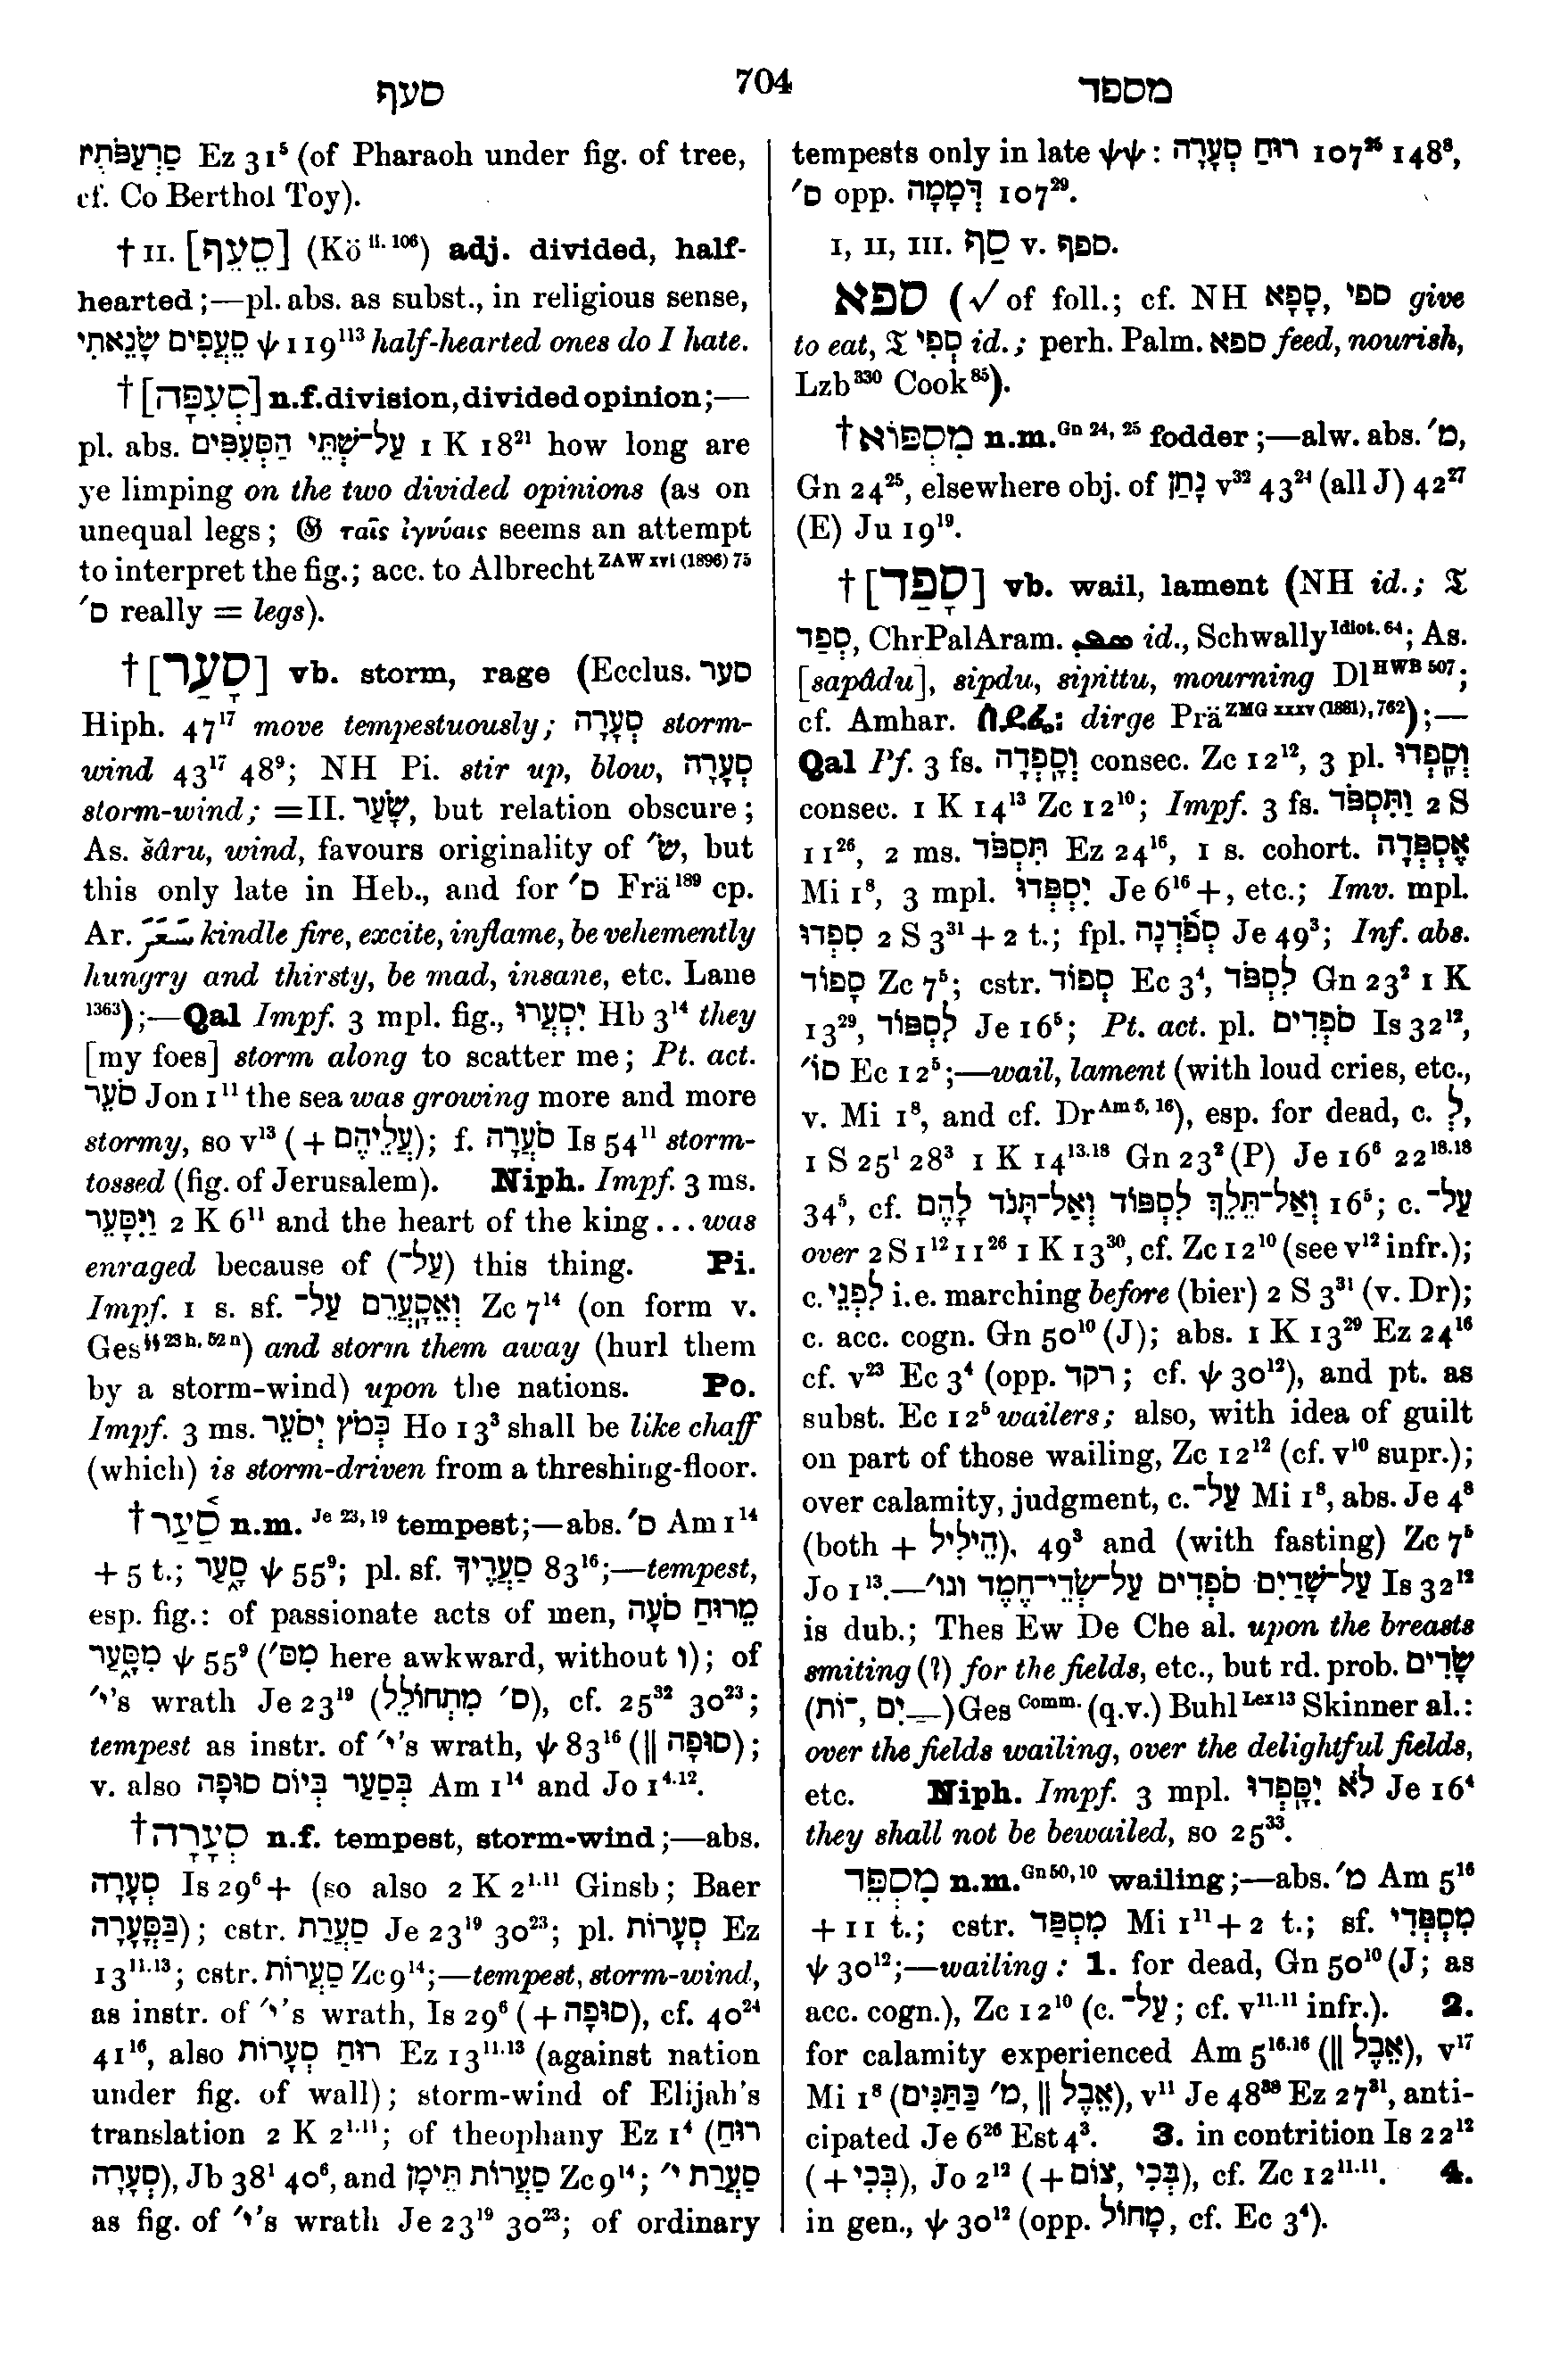 סעף 704 מספד
סַרְעַפֹּתָיו Ez 31⁵ (of Pharaoh under fig. of tree,
cf. Co Berthol Toy).
† II. [סֵעֵף] (Kö II. 106) adj. divided, half-
hearted;—pl. abs. as subst., in religious sense,
סֵעֲפִים שָׂנֵאתִי ψ 119¹¹³ half-hearted ones do I hate.
† [סְעִפָּה] n.f. division, divided opinion;—
pl. abs. עַל־שְׁתֵּי הַסְּעִפִּים 1 K 18²¹ how long are
ye limping on the two divided opinions (as on
unequal legs; 𝔊 ταῖς ἰγνύαις seems an attempt
to interpret the fig.; acc. to Albrecht ZAW xvi (1896) 75
ס׳ really = legs).
† [סָעַר] vb. storm, rage (Ecclus. סער
Hiph. 47¹⁷ move tempestuously; סְעָרָה storm-
wind 43¹⁷ 48⁹; NH Pi. stir up, blow, סְעָרָה
storm-wind; = II. שָׂעַר, but relation obscure;
As. šâru, wind, favours originality of שׂ׳, but
this only late in Heb., and for ס׳ Frä¹⁸⁹ cp.
Ar. سَعَرَ kindle fire, excite, inflame, be vehemently
hungry and thirsty, be mad, insane, etc. Lane
¹³⁶³);—Qal Impf. 3 mpl. fig., יִסְעֲרוּ Hb 3¹⁴ they
[my foes] storm along to scatter me; Pt. act.
סֹעֵר Jon 1¹¹ the sea was growing more and more
stormy, so v¹³ (+ עֲלֵיהֶם); f. סֹעֲרָה Is 54¹¹ storm-
tossed (fig. of Jerusalem). Niph. Impf. 3 ms.
וַיִּסָּעֵר 2 K 6¹¹ and the heart of the king...was
enraged because of (עַל־) this thing. Pi.
Impf. 1 s. sf. וְאֵסָעֲרֵם עַל־ Zc 7¹⁴ (on form v.
Ges§§ 23 h, 52 n) and storm them away (hurl them
by a storm-wind) upon the nations. Po.
Impf. 3 ms. כְּמֹץ יְסֹעֵר Ho 13³ shall be like chaff
(which) is storm-driven from a threshing-floor.
† סַ֫עַר n.m. Je 23, 19 tempest;—abs. ס׳ Am 1¹⁴
+ 5 t.; סָ֑עַר ψ 55⁹; pl. sf. סַעֲרֶיךָ 83¹⁶;—tempest,
esp. fig.: of passionate acts of men, מֵרוּחַ סֹעָה
מִסָּ֑עַר ψ 55⁹ (מִסּ׳ here awkward, without ו); of
י׳'s wrath Je 23¹⁹ (ס׳ מִתְחוֹלֵל), cf. 25³² 30²³;
tempest as instr. of י׳'s wrath, ψ 83¹⁶ (|| סוּפָה);
v. also בְּסַעַר בְּיוֹם סוּפָה Am 1¹⁴ and Jo 1⁴·¹².
† סְעָרָה n.f. tempest, storm-wind;—abs.
סְעָרָה Is 29⁶ + (so also 2 K 2¹·¹¹ Ginsb; Baer
בַּסְּעָרָה); cstr. סַעֲרַת Je 23¹⁹ 30²³; pl. סְעָרוֹת Ez
13¹¹·¹³; cstr. סַעֲרוֹת Zc 9¹⁴;—tempest, storm-wind,
as instr. of י׳'s wrath, Is 29⁶ (+ סוּפָה), cf. 40²⁴
41¹⁶, also רוּחַ סְעָרוֹת Ez 13¹¹·¹³ (against nation
under fig. of wall); storm-wind of Elijah's
translation 2 K 2¹·¹¹; of theophany Ez 1⁴ (רוּחַ
סְעָרָה), Jb 38¹ 40⁶, and סַעֲרוֹת תֵּימָן Zc 9¹⁴; סַעֲרַת י׳
as fig. of י׳'s wrath Je 23¹⁹ 30²³; of ordinary
tempests only in late ψψ: רוּחַ סְעָרָה 107²⁵ 148⁸,
ס׳ opp. דְּמָמָה 107²⁹.
I, II, III. סַף v. ספף.
ספא (√ of foll.; cf. NH סָפָא, ספי give
to eat, 𝔗 סְפִי id.; perh. Palm. ספא feed, nourish,
Lzb³³⁰ Cook⁸⁵).
† מִסְפּוֹא n.m. Gn 24, 25 fodder;—alw. abs. מ׳,
Gn 24²⁵, elsewhere obj. of נָתַן v³² 43²⁴ (all J) 42²⁷
(E) Ju 19¹⁹.
† [סָפַד] vb. wail, lament (NH id.; 𝔗
סְפַד, ChrPalAram. ܣܦܕ id., Schwally Idiot. 64; As.
[sapâdu], sipdu, sipittu, mourning Dl HWB 507;
cf. Amhar. dirge Prä ZMG xxxv (1881), 762);—
Qal Pf. 3 fs. וְסָפְדָה consec. Zc 12¹², 3 pl. וְסָפְדוּ
consec. 1 K 14¹³ Zc 12¹⁰; Impf. 3 fs. וַתִּסְפֹּד 2 S
11²⁶, 2 ms. תִּסְפֹּד Ez 24¹⁶, 1 s. cohort. אֶסְפְּדָה
Mi 1⁸, 3 mpl. יִסְפְּדוּ Je 6¹⁶ +, etc.; Imv. mpl.
סִפְדוּ 2 S 3³¹ + 2 t.; fpl. סְפֹ֫דְנָה Je 49³; Inf. abs.
סָפוֹד Zc 7⁵; cstr. סְפוֹד Ec 3⁴, לִסְפֹּד Gn 23² 1 K
13²⁹, לִסְפּוֹד Je 16⁵; Pt. act. pl. סֹפְדִים Is 32¹²,
סוֹ׳ Ec 12⁵;—wail, lament (with loud cries, etc.,
v. Mi 1⁸, and cf. Dr Am 5, 16), esp. for dead, c. לְ,
1 S 25¹ 28³ 1 K 14¹³·¹⁸ Gn 23² (P) Je 16⁶ 22¹⁸·¹⁸
34⁵, cf. וְאַל־תֵּלֵךְ לִסְפּוֹד וְאַל־תָּנֹד לָהֶם 16⁵; c. עַל־
over 2 S 1¹² 11²⁶ 1 K 13³⁰, cf. Zc 12¹⁰ (see v¹² infr.);
c. לִפְנֵי i.e. marching before (bier) 2 S 3³¹ (v. Dr);
c. acc. cogn. Gn 50¹⁰ (J); abs. 1 K 13²⁹ Ez 24¹⁶
cf. v²³ Ec 3⁴ (opp. רקד; cf. ψ 30¹²), and pt. as
subst. Ec 12⁵ wailers; also, with idea of guilt
on part of those wailing, Zc 12¹² (cf. v¹⁰ supr.);
over calamity, judgment, c. עַל־ Mi 1⁸, abs. Je 4⁸
(both + הֵילִיל), 49³ and (with fasting) Zc 7⁵
Jo 1¹³.—עַל־שָׁדַיִם סֹפְדִים עַל־שְׂדֵי־חֶמֶד וגו׳ Is 32¹²
is dub.; Thes Ew De Che al. upon the breasts
smiting (?) for the fields, etc., but rd. prob. שָׂדִים
(־וֹת, ־ִים) Ges Comm. (q.v.) Buhl Lex 13 Skinner al.:
over the fields wailing, over the delightful fields,
etc. Niph. Impf. 3 mpl. לֹא יִסָּפְדוּ Je 16⁴
they shall not be bewailed, so 25³³.
מִסְפֵּד n.m. Gn 50, 10 wailing;—abs. מ׳ Am 5¹⁶
+ 11 t.; cstr. מִסְפַּד Mi 1¹¹ + 2 t.; sf. מִסְפְּדִי
ψ 30¹²;—wailing: 1. for dead, Gn 50¹⁰ (J; as
acc. cogn.), Zc 12¹⁰ (c. עַל־; cf. v¹¹·¹¹ infr.). 2.
for calamity experienced Am 5¹⁶·¹⁶ (|| אֵבֶל), v¹⁷
Mi 1⁸ (מ׳ כַּתַּנִּים, || אֵבֶל), v¹¹ Je 48³⁸ Ez 27³¹, anti-
cipated Je 6²⁶ Est 4³. 3. in contrition Is 22¹²
(+ בְּכִי), Jo 2¹² (+ צוֹם, בְּכִי), cf. Zc 12¹¹·¹¹. 4.
in gen., ψ 30¹² (opp. מָחוֹל, cf. Ec 3⁴).